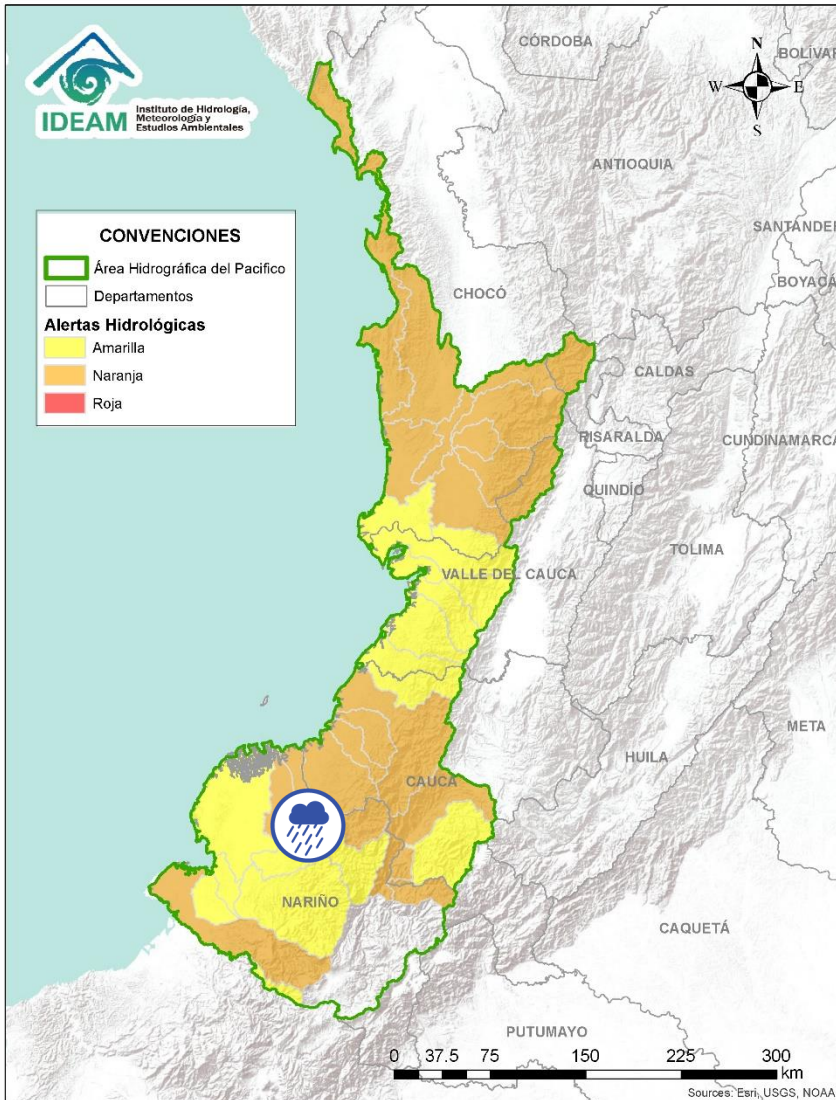 IDEAM
Instituto de Hidrología,
Meteorología y
Estudios Ambientales
N
W
E
S
CÓRDOBA
BOLÍVAR
ANTIOQUIA
SANTANDER
BOYACÁ
CHOCÓ
CALDAS
RISARALDA
CUNDINAMARCA
QUINDÍO
TOLIMA
VALLE DEL CAUCA
META
HUILA
CAUCA
NARIÑO
CAQUETÁ
PUTUMAYO
CONVENCIONES
Área Hidrográfica del Pacifico
Departamentos
Alertas Hidrológicas
Amarilla
Naranja
Roja
0 37.5 75 150 225 300
km
Sources: Esri, USGS, NOAA